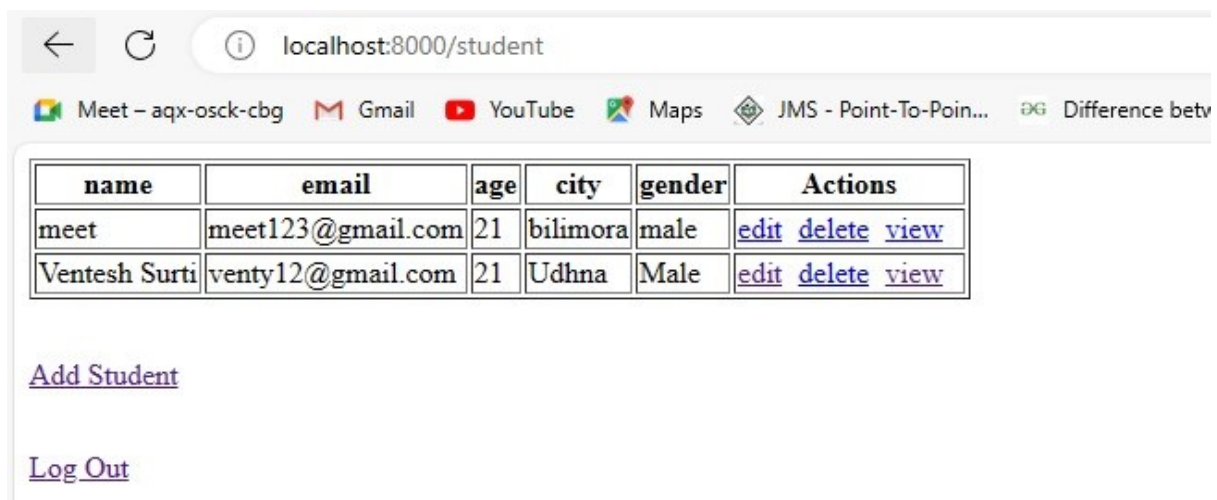 localhost:8000/student
Meet – aqx-osck-cbg Gmail YouTube Maps JMS - Point-To-Poin... Difference betw
name email age city gender Actions
meet meet123@gmail.com 21 bilimora male edit delete view
Ventesh Surti venty12@gmail.com 21 Udhna Male edit delete view
Add Student
Log Out